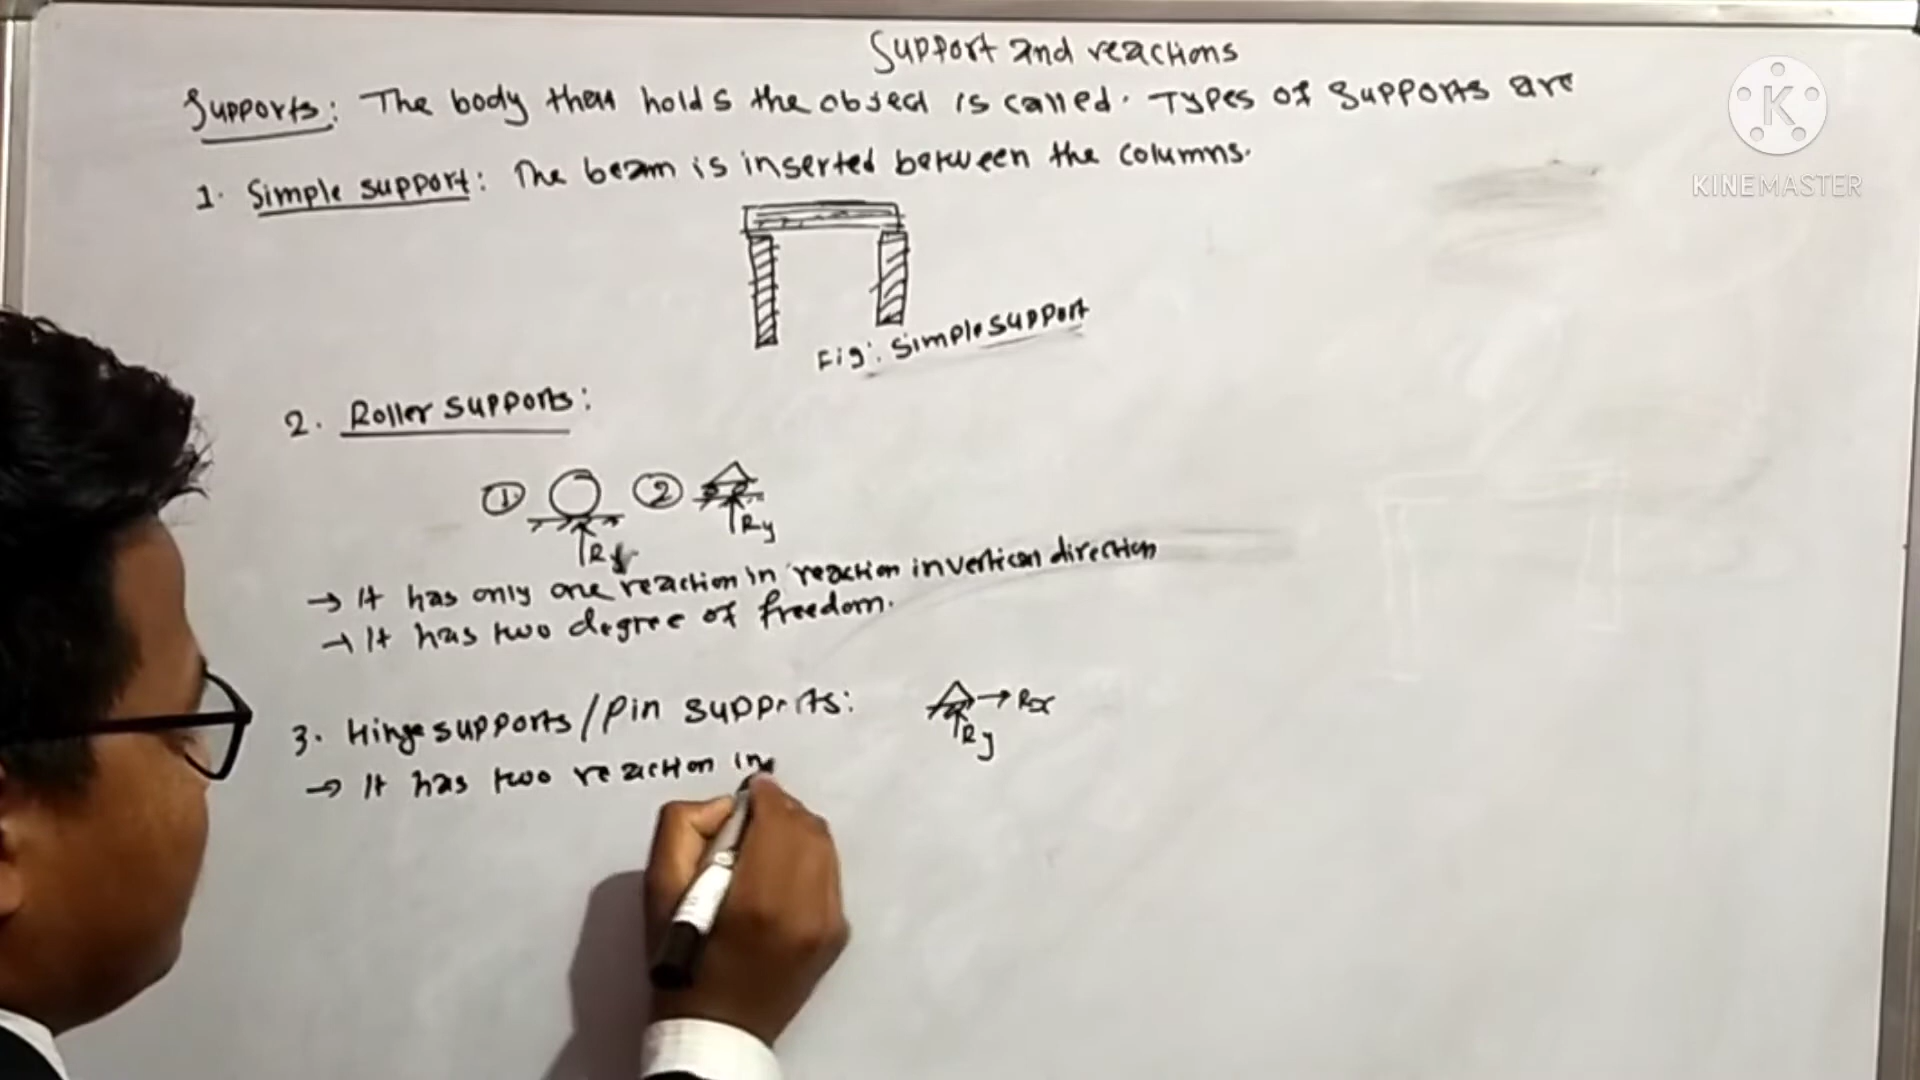 Support and reactions
Supports: The body then holds the object is called. Types of supports are
1. Simple support: The beam is inserted between the columns.
Fig: Simple support
2. Roller supports:
① ②
Ry
Ry
→ It has only one reaction in reaction in vertical direction
→ It has two degree of freedom.
3. Hinge supports / Pin supports:
→ Rx
Ry
→ It has two reaction in
K
KINEMASTER